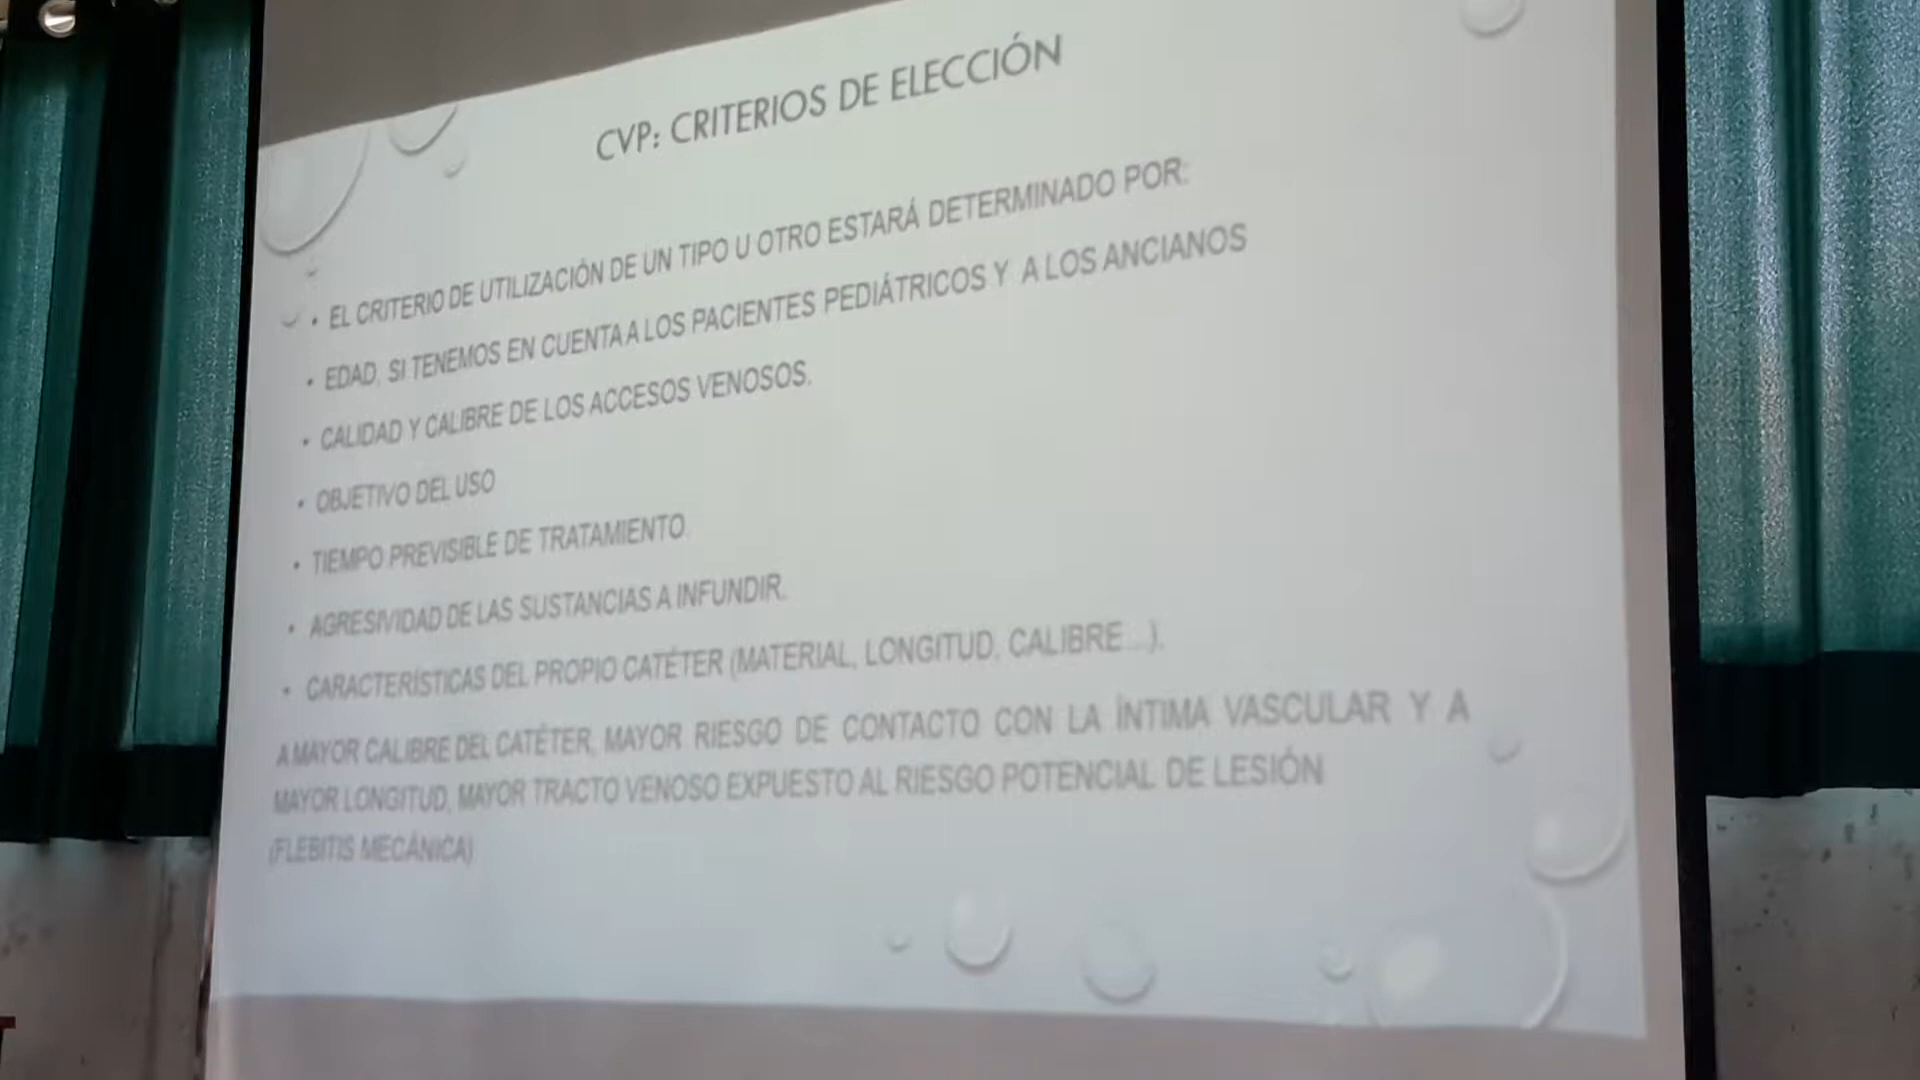 CVP: CRITERIOS DE ELECCIÓN
• EL CRITERIO DE UTILIZACIÓN DE UN TIPO U OTRO ESTARÁ DETERMINADO POR:
• EDAD, SI TENEMOS EN CUENTA A LOS PACIENTES PEDIÁTRICOS Y A LOS ANCIANOS
• CALIDAD Y CALIBRE DE LOS ACCESOS VENOSOS.
• OBJETIVO DEL USO
• TIEMPO PREVISIBLE DE TRATAMIENTO.
• AGRESIVIDAD DE LAS SUSTANCIAS A INFUNDIR.
• CARACTERÍSTICAS DEL PROPIO CATÉTER (MATERIAL, LONGITUD, CALIBRE...).
A MAYOR CALIBRE DEL CATÉTER, MAYOR RIESGO DE CONTACTO CON LA ÍNTIMA VASCULAR Y A
MAYOR LONGITUD, MAYOR TRACTO VENOSO EXPUESTO AL RIESGO POTENCIAL DE LESIÓN
(FLEBITIS MECÁNICA)